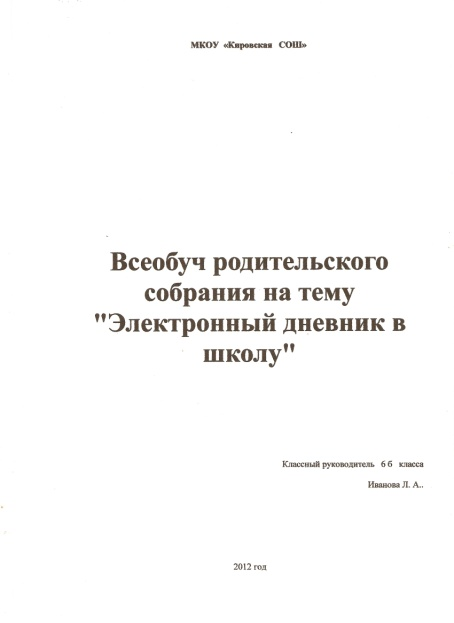 МКОУ «Кировская СОШ»
Всеобуч родительского
собрания на тему
"Электронный дневник в
школу"
Классный руководитель 6 б класса
Иванова Л. А..
2012 год